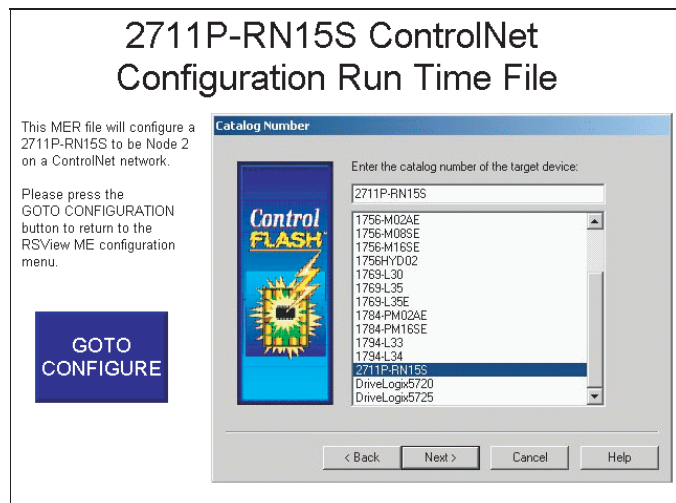 2711P-RN15S ControlNet
Configuration Run Time File
This MER file will configure a
2711P-RN15S to be Node 2
on a ControlNet network.
Please press the
GOTO CONFIGURATION
button to return to the
RSView ME configuration
menu.
GOTO
CONFIGURE
Catalog Number
Control
FLASH
Enter the catalog number of the target device:
2711P-RN15S
1756-M02AE
1756-M08SE
1756-M16SE
1756HYD02
1769-L30
1769-L35
1769-L35E
1784-PM02AE
1784-PM16SE
1794-L33
1794-L34
2711P-RN15S
DriveLogix5720
DriveLogix5725
< Back
Next >
Cancel
Help